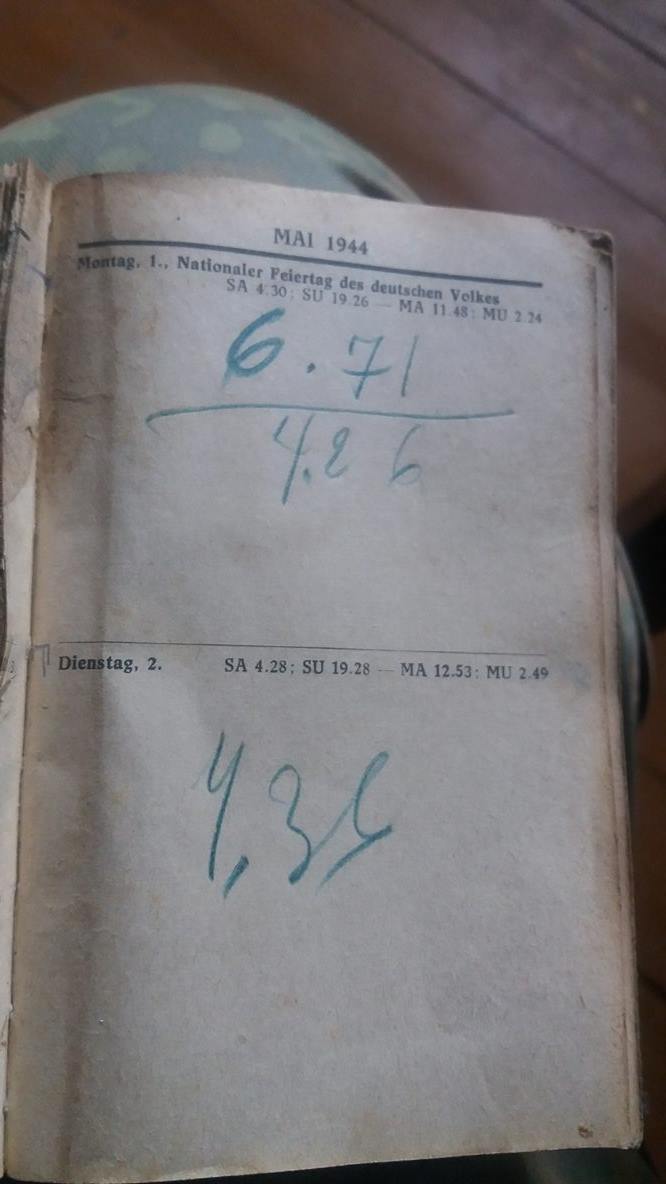 MAI 1944
Montag, 1., Nationaler Feiertag des deutschen Volkes
SA 4.30; SU 19.26 — MA 11.48; MU 2.24
6.71
4.26
Dienstag, 2. SA 4.28; SU 19.28 — MA 12.53; MU 2.49